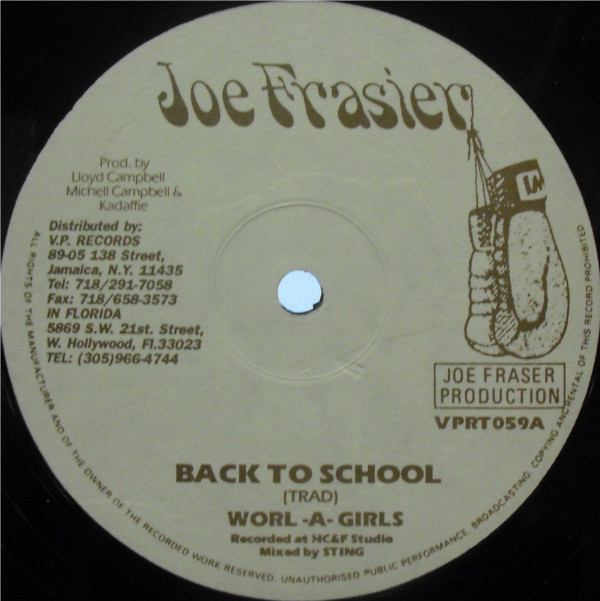 Joe Frasier
Prod. by
Lloyd Campbell
Michell Campbell &
Kadaffie
Distributed by:
V.P. RECORDS
89-05 138 Street,
Jamaica, N.Y. 11435
Tel: 718/291-7058
Fax: 718/658-3573
IN FLORIDA
5869 S.W. 21st. Street,
W. Hollywood, Fl.33023
TEL: (305)966-4744
JOE FRASER
PRODUCTION
VPRT059A
BACK TO SCHOOL
(TRAD)
WORL -A- GIRLS
Recorded at HC&F Studio
Mixed by STING
ALL RIGHTS OF THE MANUFACTURER AND OF THE OWNER OF THE RECORDED WORK RESERVED. UNAUTHORISED PUBLIC PERFORMANCE. BROADCASTING. COPYING AND RENTAL OF THIS RECORD PROHIBITED